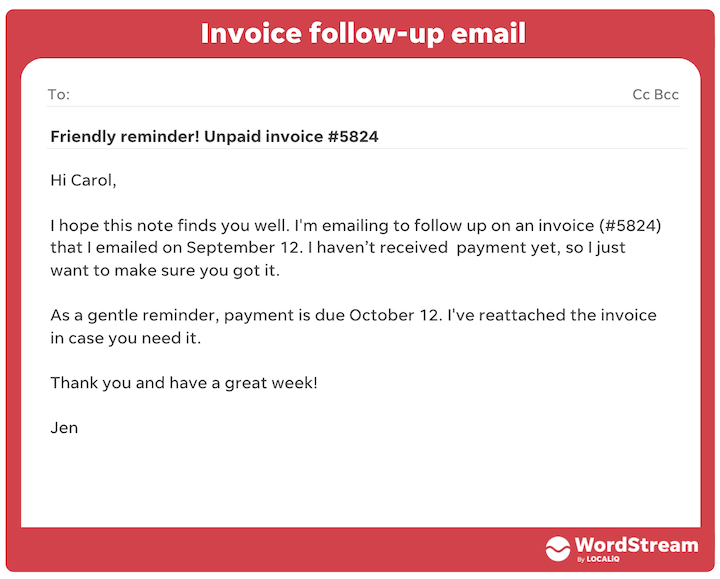 Invoice follow-up email
To:
Cc Bcc
Friendly reminder! Unpaid invoice #5824
Hi Carol,
I hope this note finds you well. I'm emailing to follow up on an invoice (#5824)
that I emailed on September 12. I haven’t received  payment yet, so I just
want to make sure you got it.
As a gentle reminder, payment is due October 12. I've reattached the invoice
in case you need it.
Thank you and have a great week!
Jen
WordStream
By LOCALiQ